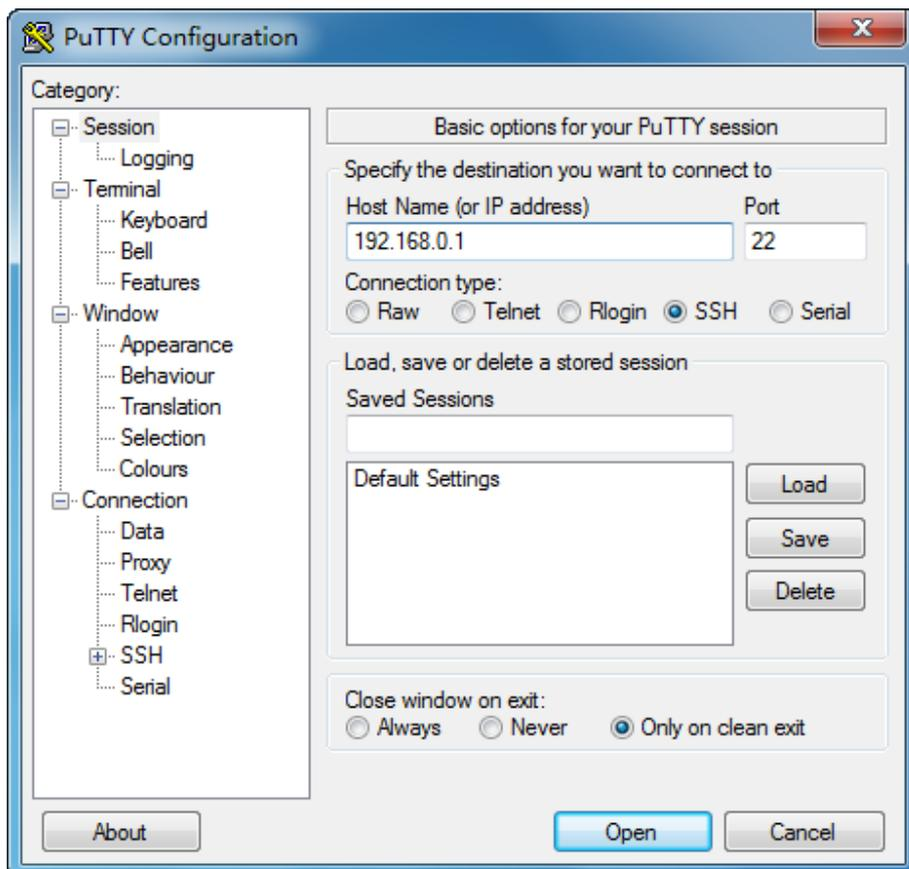 PuTTY Configuration
Category:
Session
Logging
Terminal
Keyboard
Bell
Features
Window
Appearance
Behaviour
Translation
Selection
Colours
Connection
Data
Proxy
Telnet
Rlogin
SSH
Serial
Basic options for your PuTTY session
Specify the destination you want to connect to
Host Name (or IP address) Port
192.168.0.1 22
Connection type:
Raw Telnet Rlogin SSH Serial
Load, save or delete a stored session
Saved Sessions
Default Settings
Load
Save
Delete
Close window on exit:
Always Never Only on clean exit
About Open Cancel